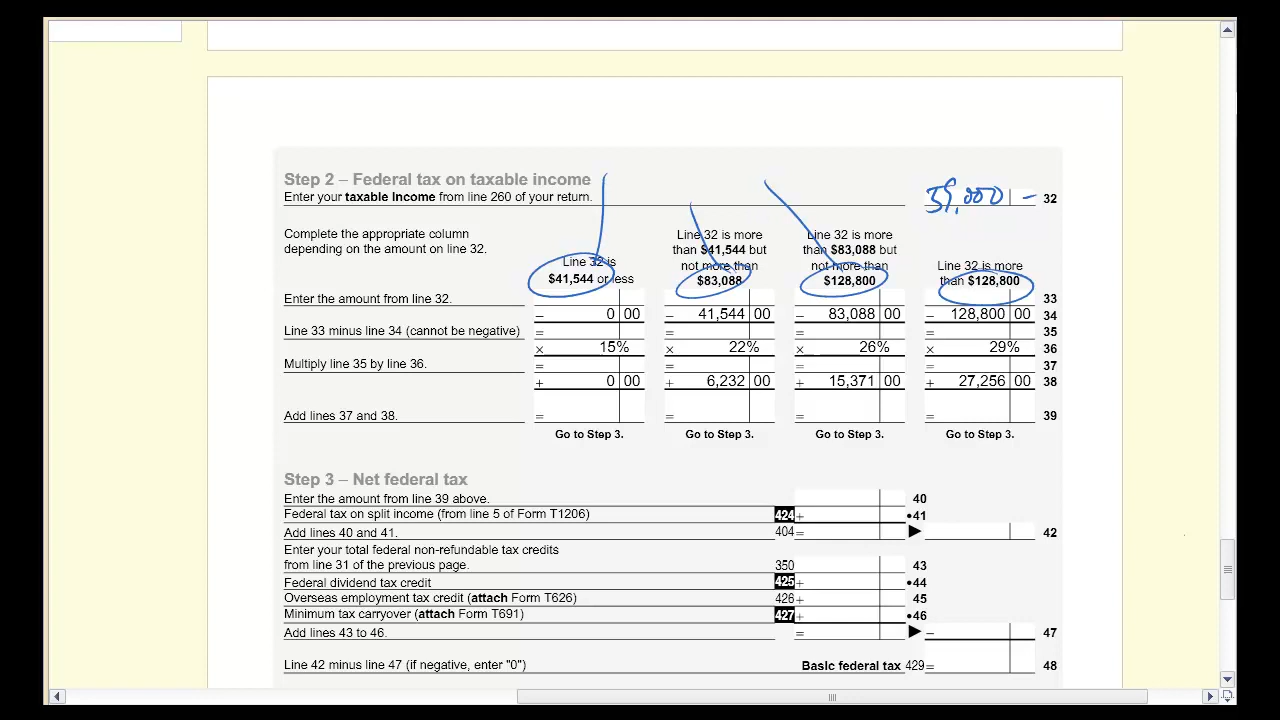 Step 2 – Federal tax on taxable income
Enter your taxable income from line 260 of your return. 32
Complete the appropriate column
depending on the amount on line 32.
Line 32 is
$41,544 or less
Line 32 is more
than $41,544 but
not more than
$83,088
Line 32 is more
than $83,088 but
not more than
$128,800
Line 32 is more
than $128,800
Enter the amount from line 32. 33
– 0 00 – 41,544 00 – 83,088 00 – 128,800 00 34
Line 33 minus line 34 (cannot be negative) = = = = 35
× 15% × 22% × 26% × 29% 36
Multiply line 35 by line 36. = = = = 37
+ 0 00 + 6,232 00 + 15,371 00 + 27,256 00 38
Add lines 37 and 38. = = = = 39
Go to Step 3. Go to Step 3. Go to Step 3. Go to Step 3.
Step 3 – Net federal tax
Enter the amount from line 39 above. 40
Federal tax on split income (from line 5 of Form T1206) 424 + •41
Add lines 40 and 41. 404 = ► 42
Enter your total federal non-refundable tax credits
from line 31 of the previous page. 350 43
Federal dividend tax credit 425 + •44
Overseas employment tax credit (attach Form T626) 426 + 45
Minimum tax carryover (attach Form T691) 427 + •46
Add lines 43 to 46. = ► – 47
Line 42 minus line 47 (if negative, enter "0") Basic federal tax 429 = 48